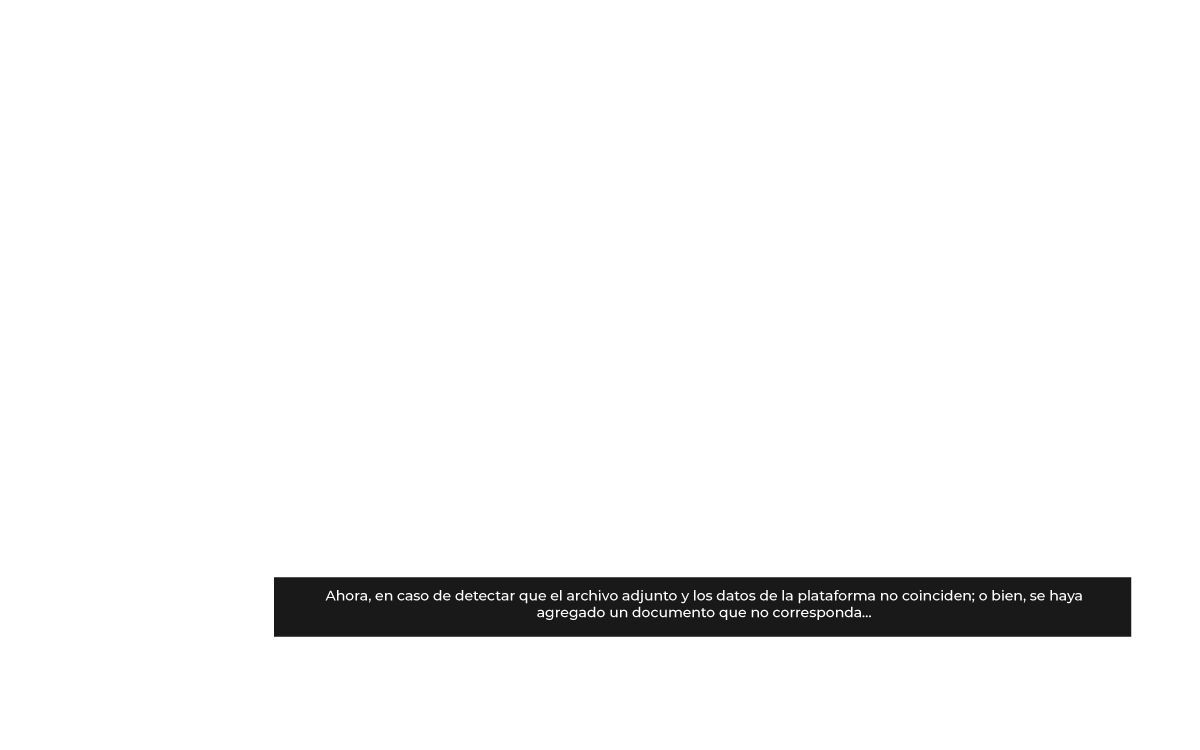 Ahora, en caso de detectar que el archivo adjunto y los datos de la plataforma no coinciden; o bien, se haya
agregado un documento que no corresponda...